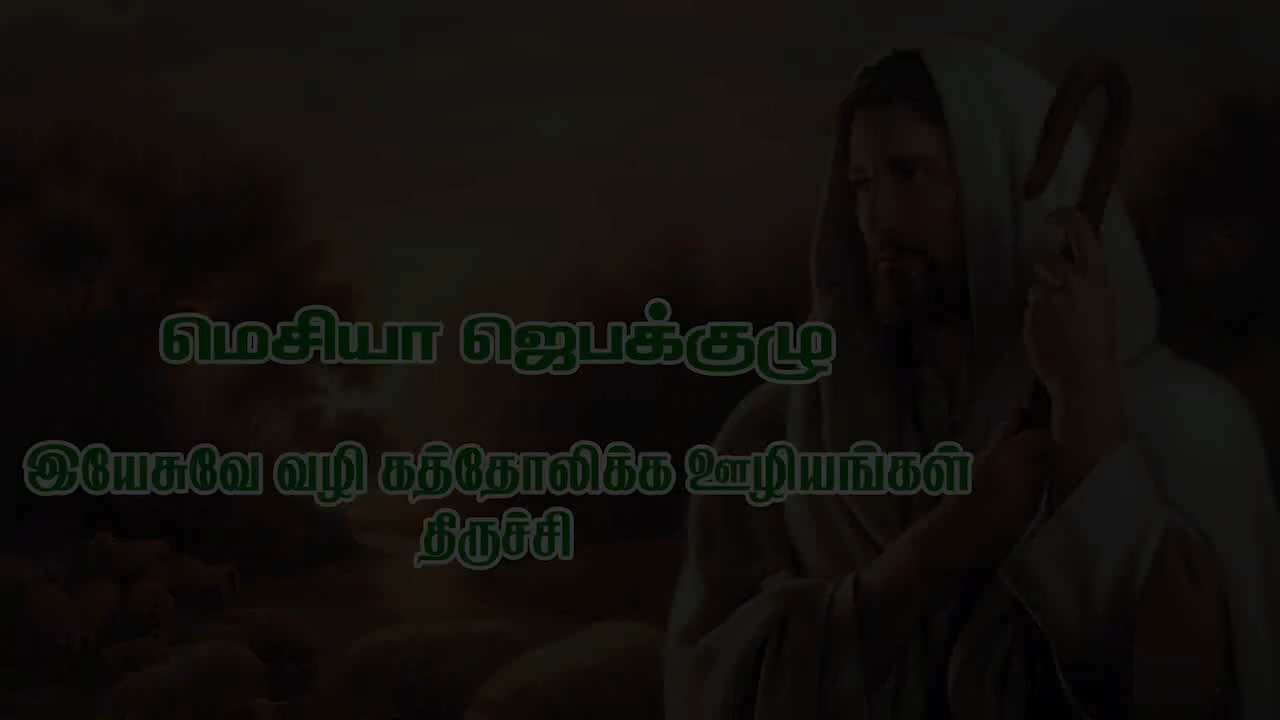 மெசியா ஜெபக்குழு
இயேசுவே வழி கத்தோலிக்க ஊழியங்கள்
திருச்சி